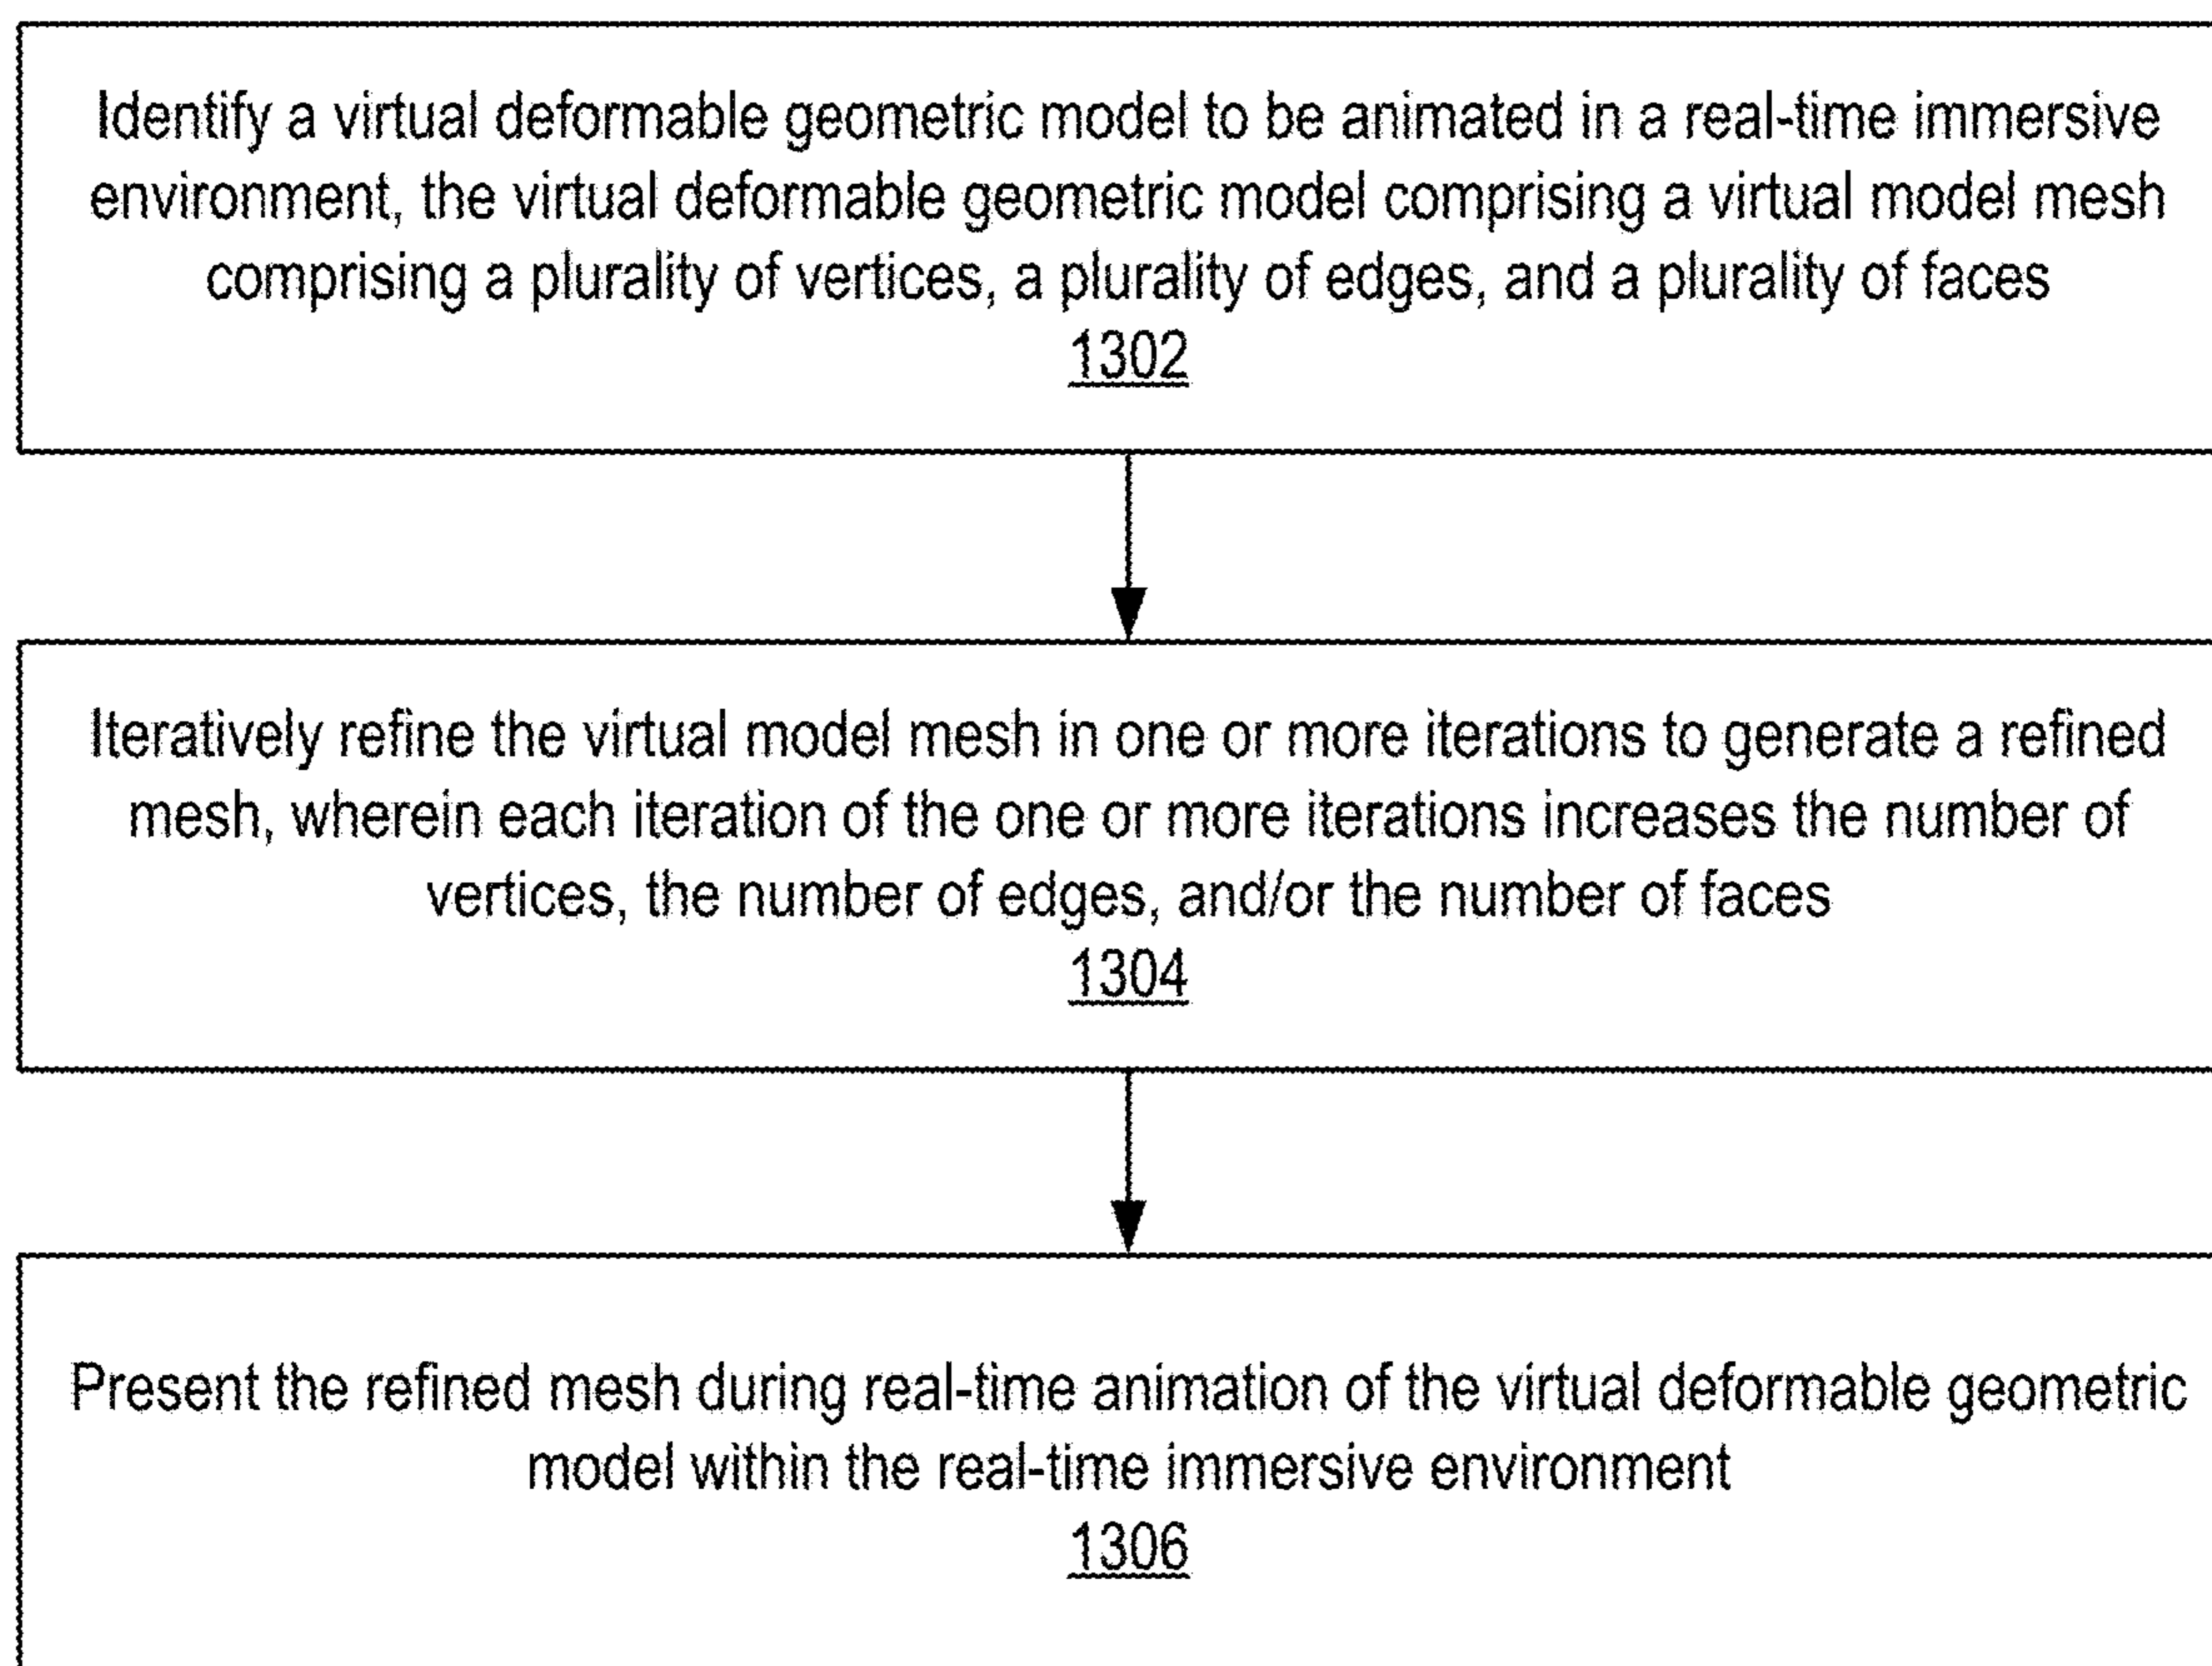 Identify a virtual deformable geometric model to be animated in a real-time immersive
environment, the virtual deformable geometric model comprising a virtual model mesh
comprising a plurality of vertices, a plurality of edges, and a plurality of faces
1302
Iteratively refine the virtual model mesh in one or more iterations to generate a refined
mesh, wherein each iteration of the one or more iterations increases the number of
vertices, the number of edges, and/or the number of faces
1304
Present the refined mesh during real-time animation of the virtual deformable geometric
model within the real-time immersive environment
1306